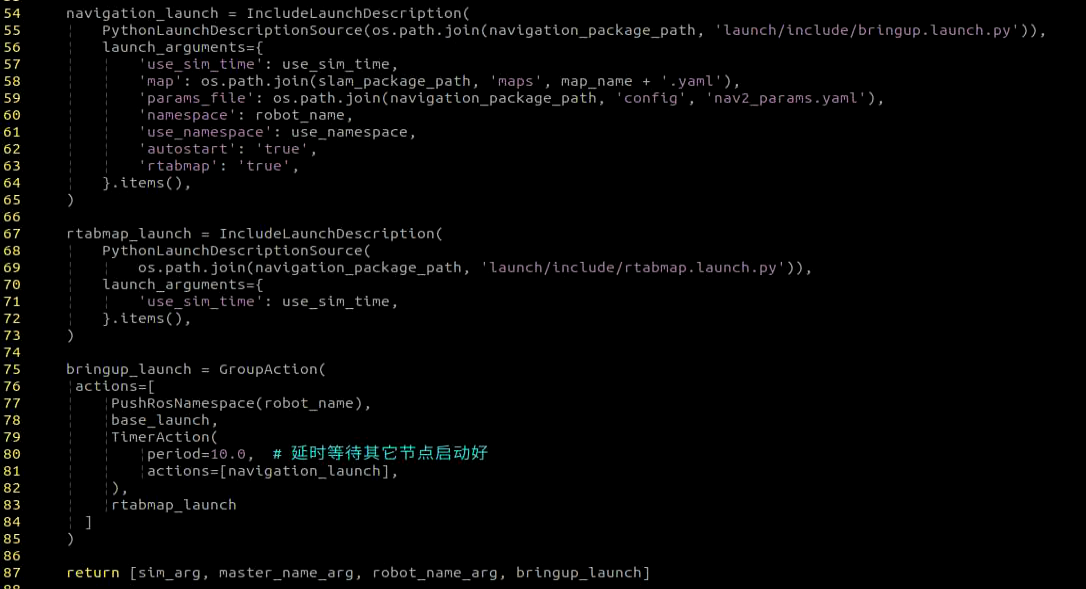 54 navigation_launch = IncludeLaunchDescription(
55 PythonLaunchDescriptionSource(os.path.join(navigation_package_path, 'launch/include/bringup.launch.py')),
56 launch_arguments={
57 'use_sim_time': use_sim_time,
58 'map': os.path.join(slam_package_path, 'maps', map_name + '.yaml'),
59 'params_file': os.path.join(navigation_package_path, 'config', 'nav2_params.yaml'),
60 'namespace': robot_name,
61 'use_namespace': use_namespace,
62 'autostart': 'true',
63 'rtabmap': 'true',
64 }.items(),
65 )
66
67 rtabmap_launch = IncludeLaunchDescription(
68 PythonLaunchDescriptionSource(
69 os.path.join(navigation_package_path, 'launch/include/rtabmap.launch.py')),
70 launch_arguments={
71 'use_sim_time': use_sim_time,
72 }.items(),
73 )
74
75 bringup_launch = GroupAction(
76 actions=[
77 PushRosNamespace(robot_name),
78 base_launch,
79 TimerAction(
80 period=10.0,  # 延时等待其它节点启动好
81 actions=[navigation_launch],
82 ),
83 rtabmap_launch
84 ]
85 )
86
87 return [sim_arg, master_name_arg, robot_name_arg, bringup_launch]